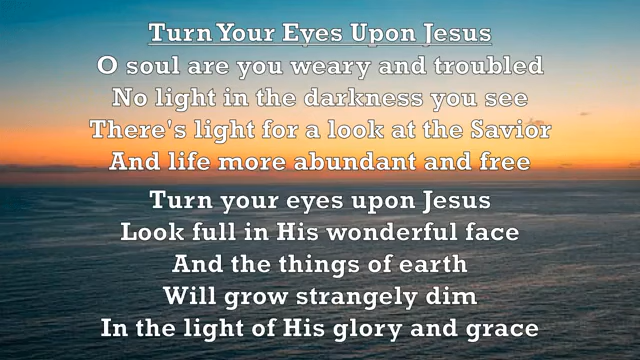 Turn Your Eyes Upon Jesus
O soul are you weary and troubled
No light in the darkness you see
There's light for a look at the Savior
And life more abundant and free
Turn your eyes upon Jesus
Look full in His wonderful face
And the things of earth
Will grow strangely dim
In the light of His glory and grace